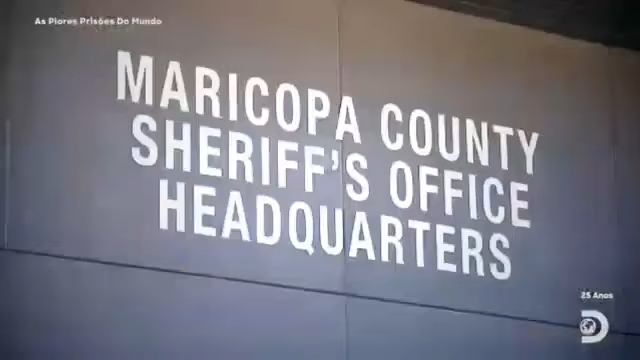 As Piores Prisões Do Mundo
MARICOPA COUNTY
SHERIFF'S OFFICE
HEADQUARTERS
25 Anos
D